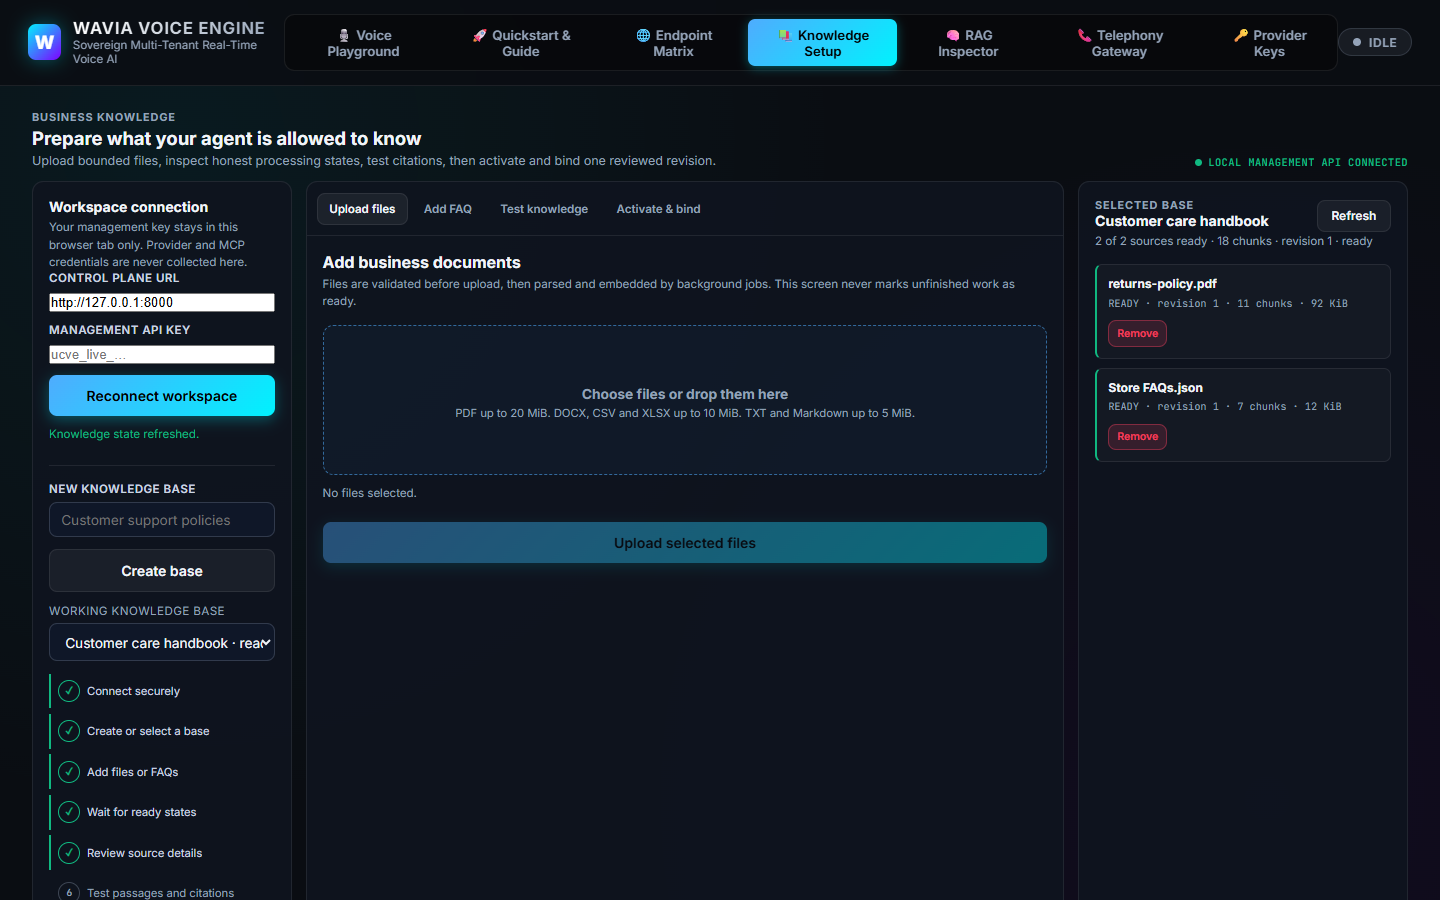 W
WAVIA VOICE ENGINE
Sovereign Multi-Tenant Real-Time
Voice AI
Voice
Playground
Quickstart &
Guide
Endpoint
Matrix
Knowledge
Setup
RAG
Inspector
Telephony
Gateway
Provider
Keys
IDLE
BUSINESS KNOWLEDGE
Prepare what your agent is allowed to know
Upload bounded files, inspect honest processing states, test citations, then activate and bind one reviewed revision.
LOCAL MANAGEMENT API CONNECTED
Workspace connection
Your management key stays in this
browser tab only. Provider and MCP
credentials are never collected here.
CONTROL PLANE URL
http://127.0.0.1:8000
MANAGEMENT API KEY
ucve_live_...
Reconnect workspace
Knowledge state refreshed.
NEW KNOWLEDGE BASE
Customer support policies
Create base
WORKING KNOWLEDGE BASE
Customer care handbook · rea
Connect securely
Create or select a base
Add files or FAQs
Wait for ready states
Review source details
6
Test passages and citations
Upload files
Add FAQ
Test knowledge
Activate & bind
Add business documents
Files are validated before upload, then parsed and embedded by background jobs. This screen never marks unfinished work as
ready.
Choose files or drop them here
PDF up to 20 MiB. DOCX, CSV and XLSX up to 10 MiB. TXT and Markdown up to 5 MiB.
No files selected.
Upload selected files
SELECTED BASE
Customer care handbook
Refresh
2 of 2 sources ready · 18 chunks · revision 1 · ready
returns-policy.pdf
READY · revision 1 · 11 chunks · 92 KiB
Remove
Store FAQs.json
READY · revision 1 · 7 chunks · 12 KiB
Remove